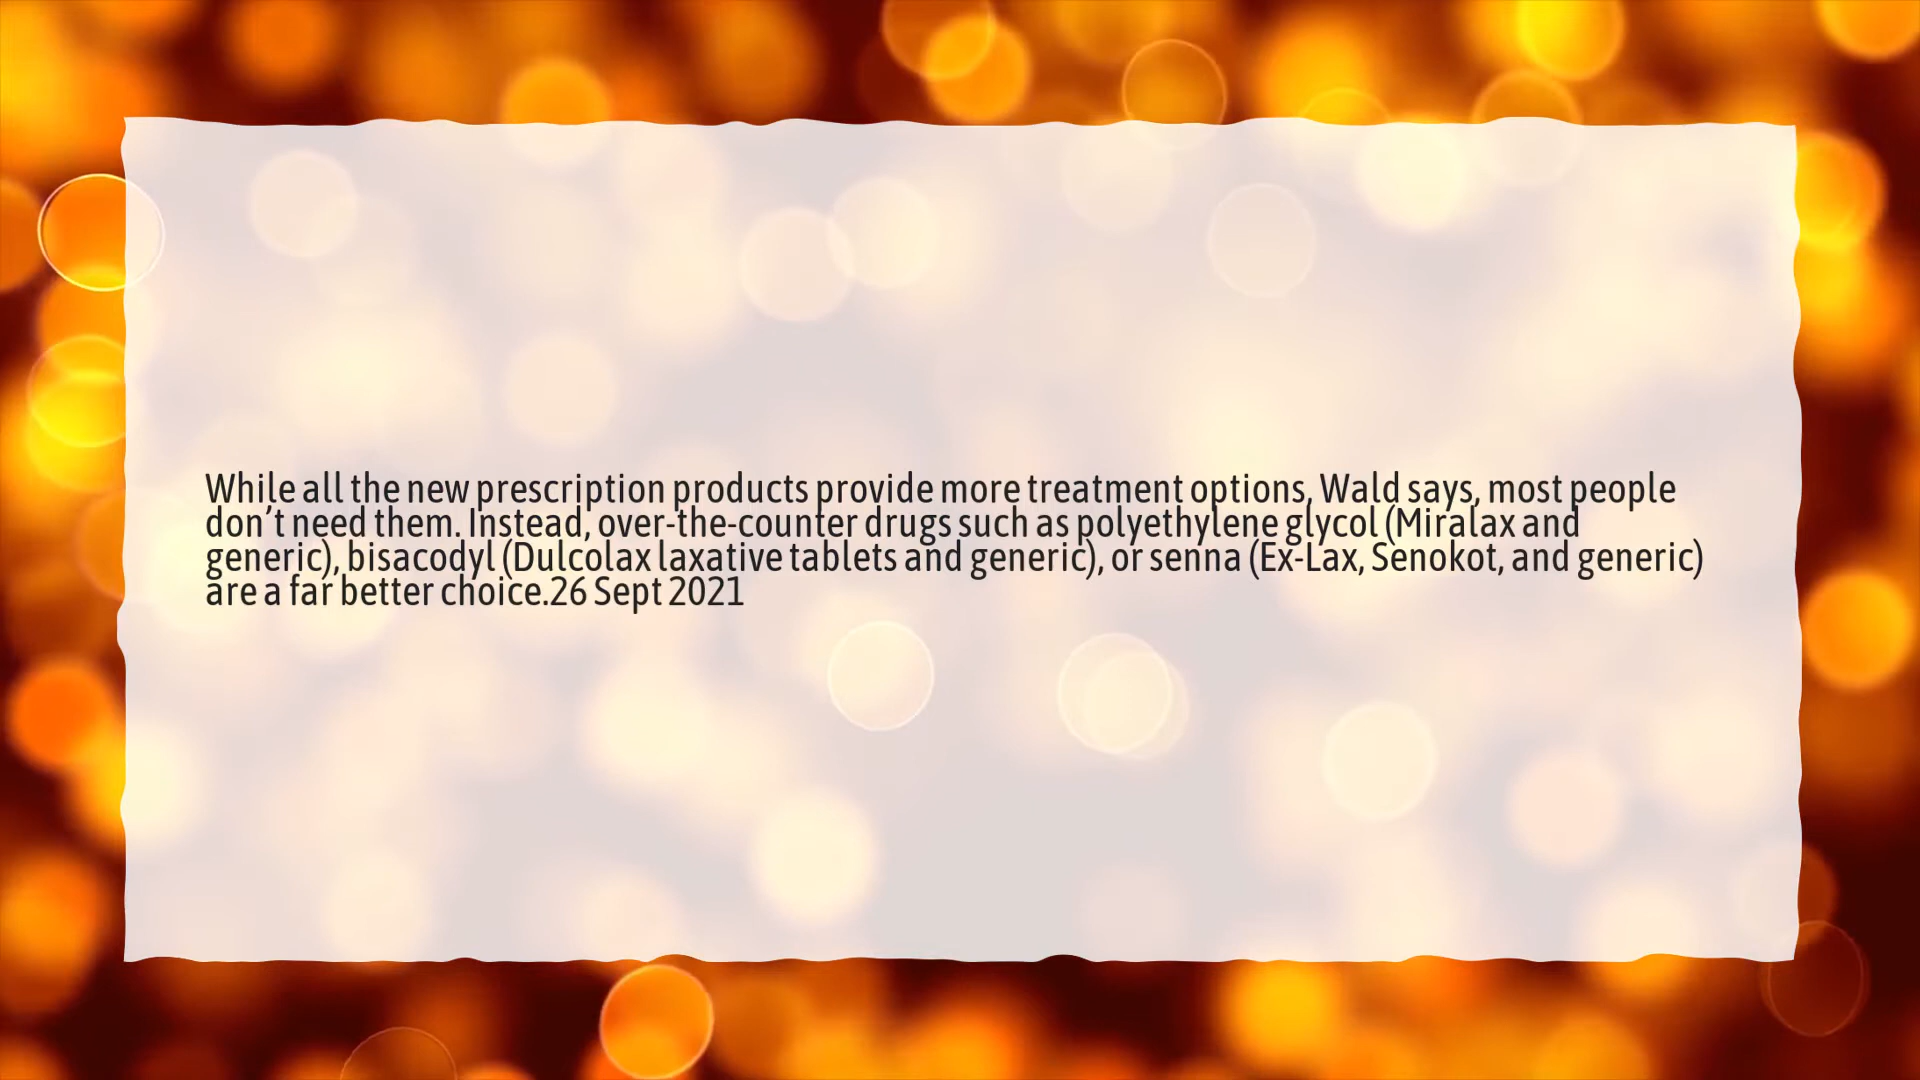 While all the new prescription products provide more treatment options, Wald says, most people
don't need them. Instead, over-the-counter drugs such as polyethylene glycol (Miralax and
generic), bisacodyl (Dulcolax laxative tablets and generic), or senna (Ex-Lax, Senokot, and generic)
are a far better choice.26 Sept 2021